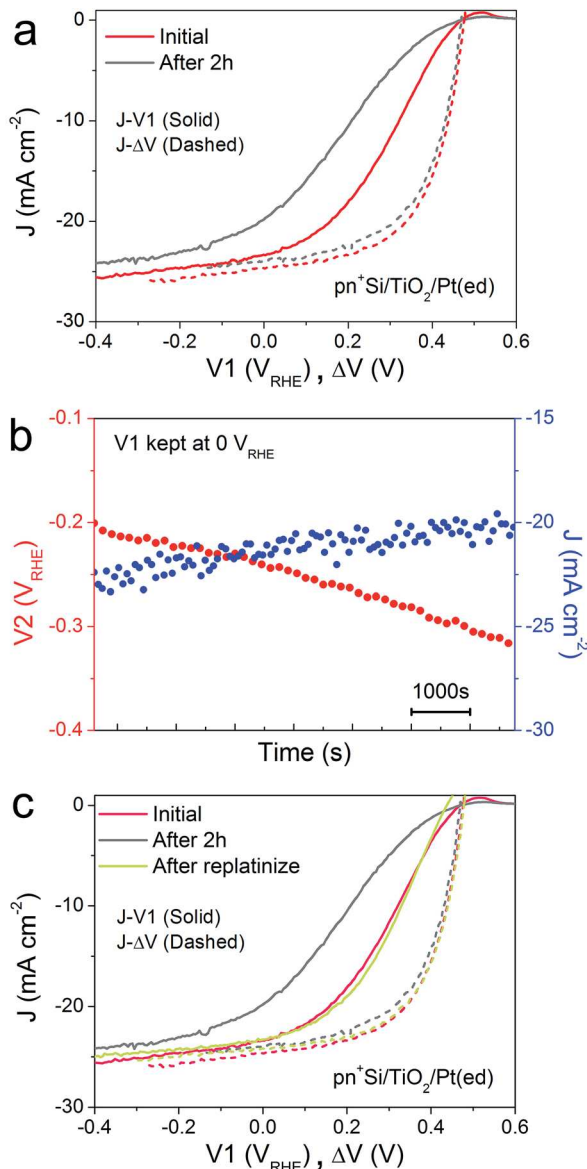 a
Initial
After 2h
J-V1 (Solid)
J-ΔV (Dashed)
pn⁺Si/TiO₂/Pt(ed)
J (mA cm⁻²)
0
-10
-20
-30
-0.4 -0.2 0.0 0.2 0.4 0.6
V1 (V_RHE) , ΔV (V)
b
V1 kept at 0 V_RHE
V2 (V_RHE)
-0.1
-0.2
-0.3
-0.4
J (mA cm⁻²)
-15
-20
-25
-30
1000s
Time (s)
c
Initial
After 2h
After replatinize
J-V1 (Solid)
J-ΔV (Dashed)
pn⁺Si/TiO₂/Pt(ed)
J (mA cm⁻²)
0
-10
-20
-30
-0.4 -0.2 0.0 0.2 0.4 0.6
V1 (V_RHE) , ΔV (V)